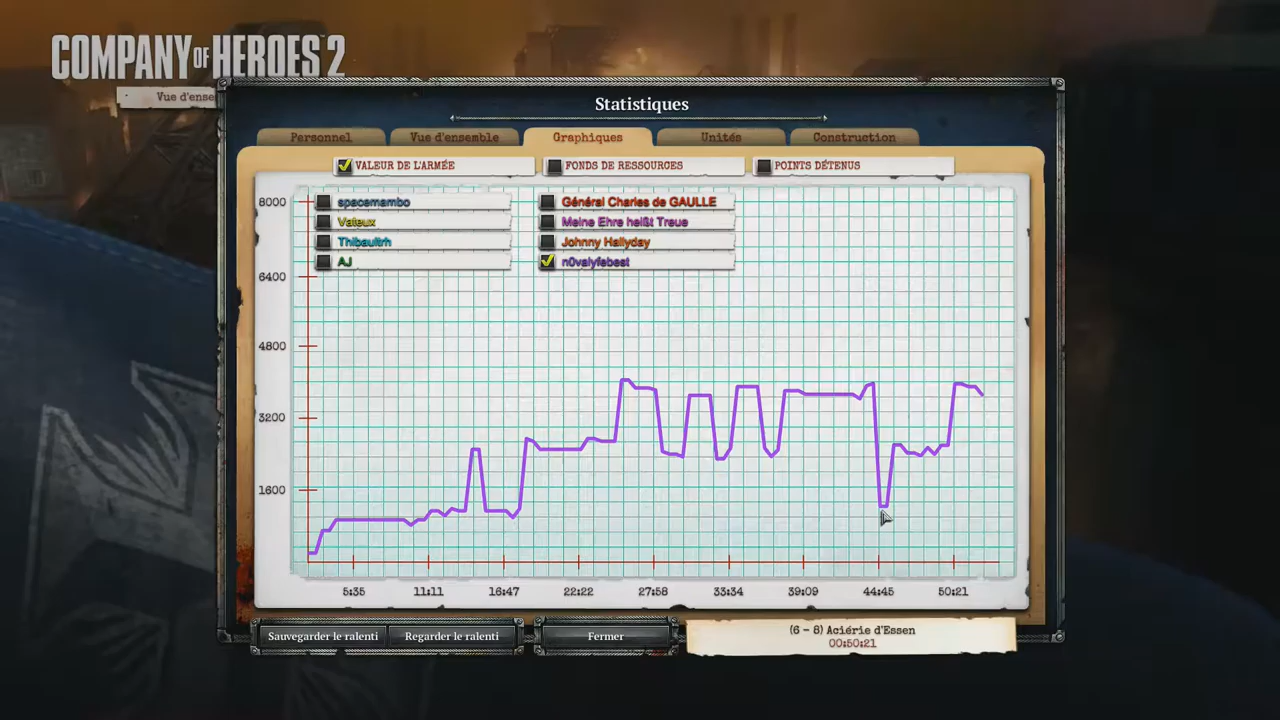 COMPANY OF HEROES 2
Vue d'ense
Statistiques
Personnel
Vue d'ensemble
Graphiques
Unités
Construction
VALEUR DE L'ARMÉE
FONDS DE RESSOURCES
POINTS DÉTENUS
spacemambo
Général Charles de GAULLE
Vateux
Meine Ehre heißt Treue
Thibaultrh
Johnny Hallyday
AJ
n0valyfebest
8000
6400
4800
3200
1600
5:35
11:11
16:47
22:22
27:58
33:34
39:09
44:45
50:21
Sauvegarder le ralenti
Regarder le ralenti
Fermer
(6 - 8) Aciérie d'Essen
00:50:21